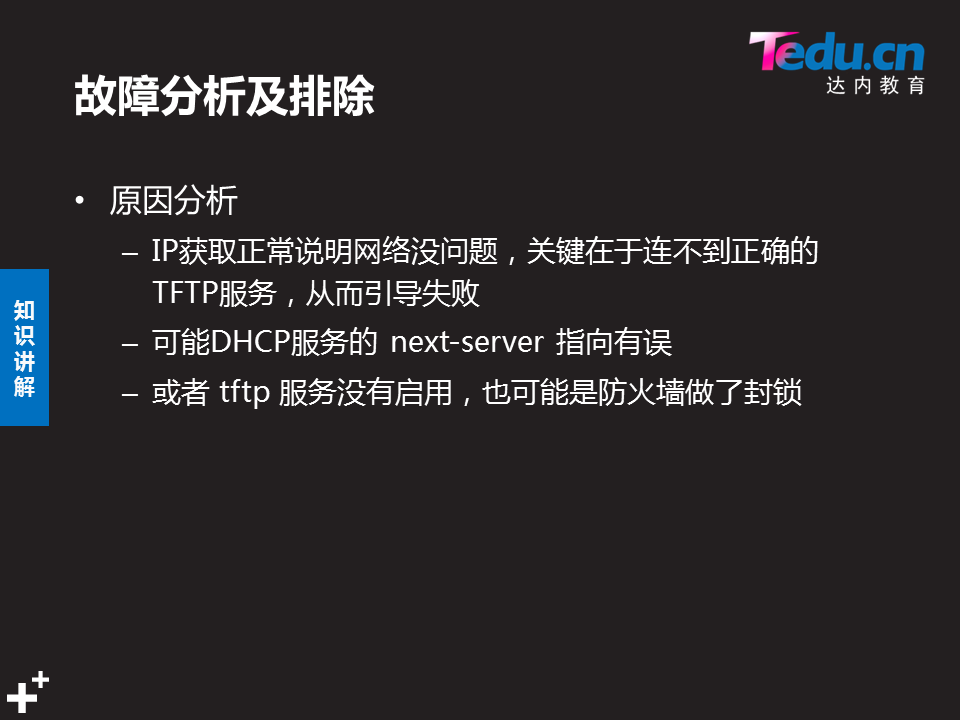 Tedu.cn
达内教育
故障分析及排除
• 原因分析
– IP获取正常说明网络没问题，关键在于连不到正确的
TFTP服务，从而引导失败
– 可能DHCP服务的 next-server 指向有误
– 或者 tftp 服务没有启用，也可能是防火墙做了封锁
知识讲解